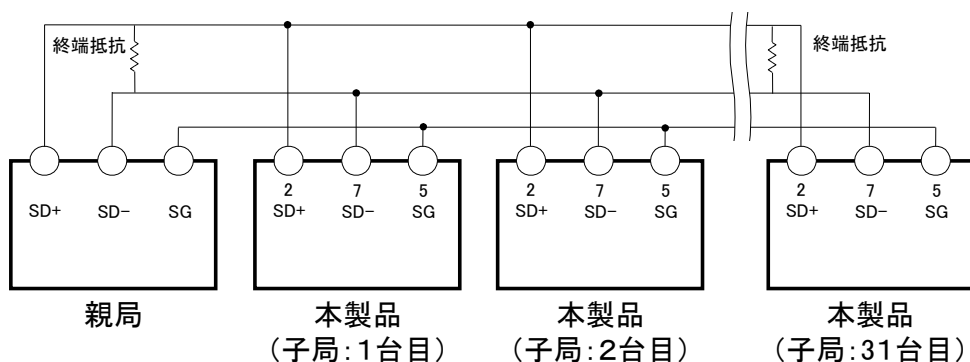 終端抵抗
終端抵抗
SD+ SD− SG
2 7 5
SD+ SD− SG
2 7 5
SD+ SD− SG
2 7 5
SD+ SD− SG
親局
本製品
（子局：1台目）
本製品
（子局：2台目）
本製品
（子局：31台目）